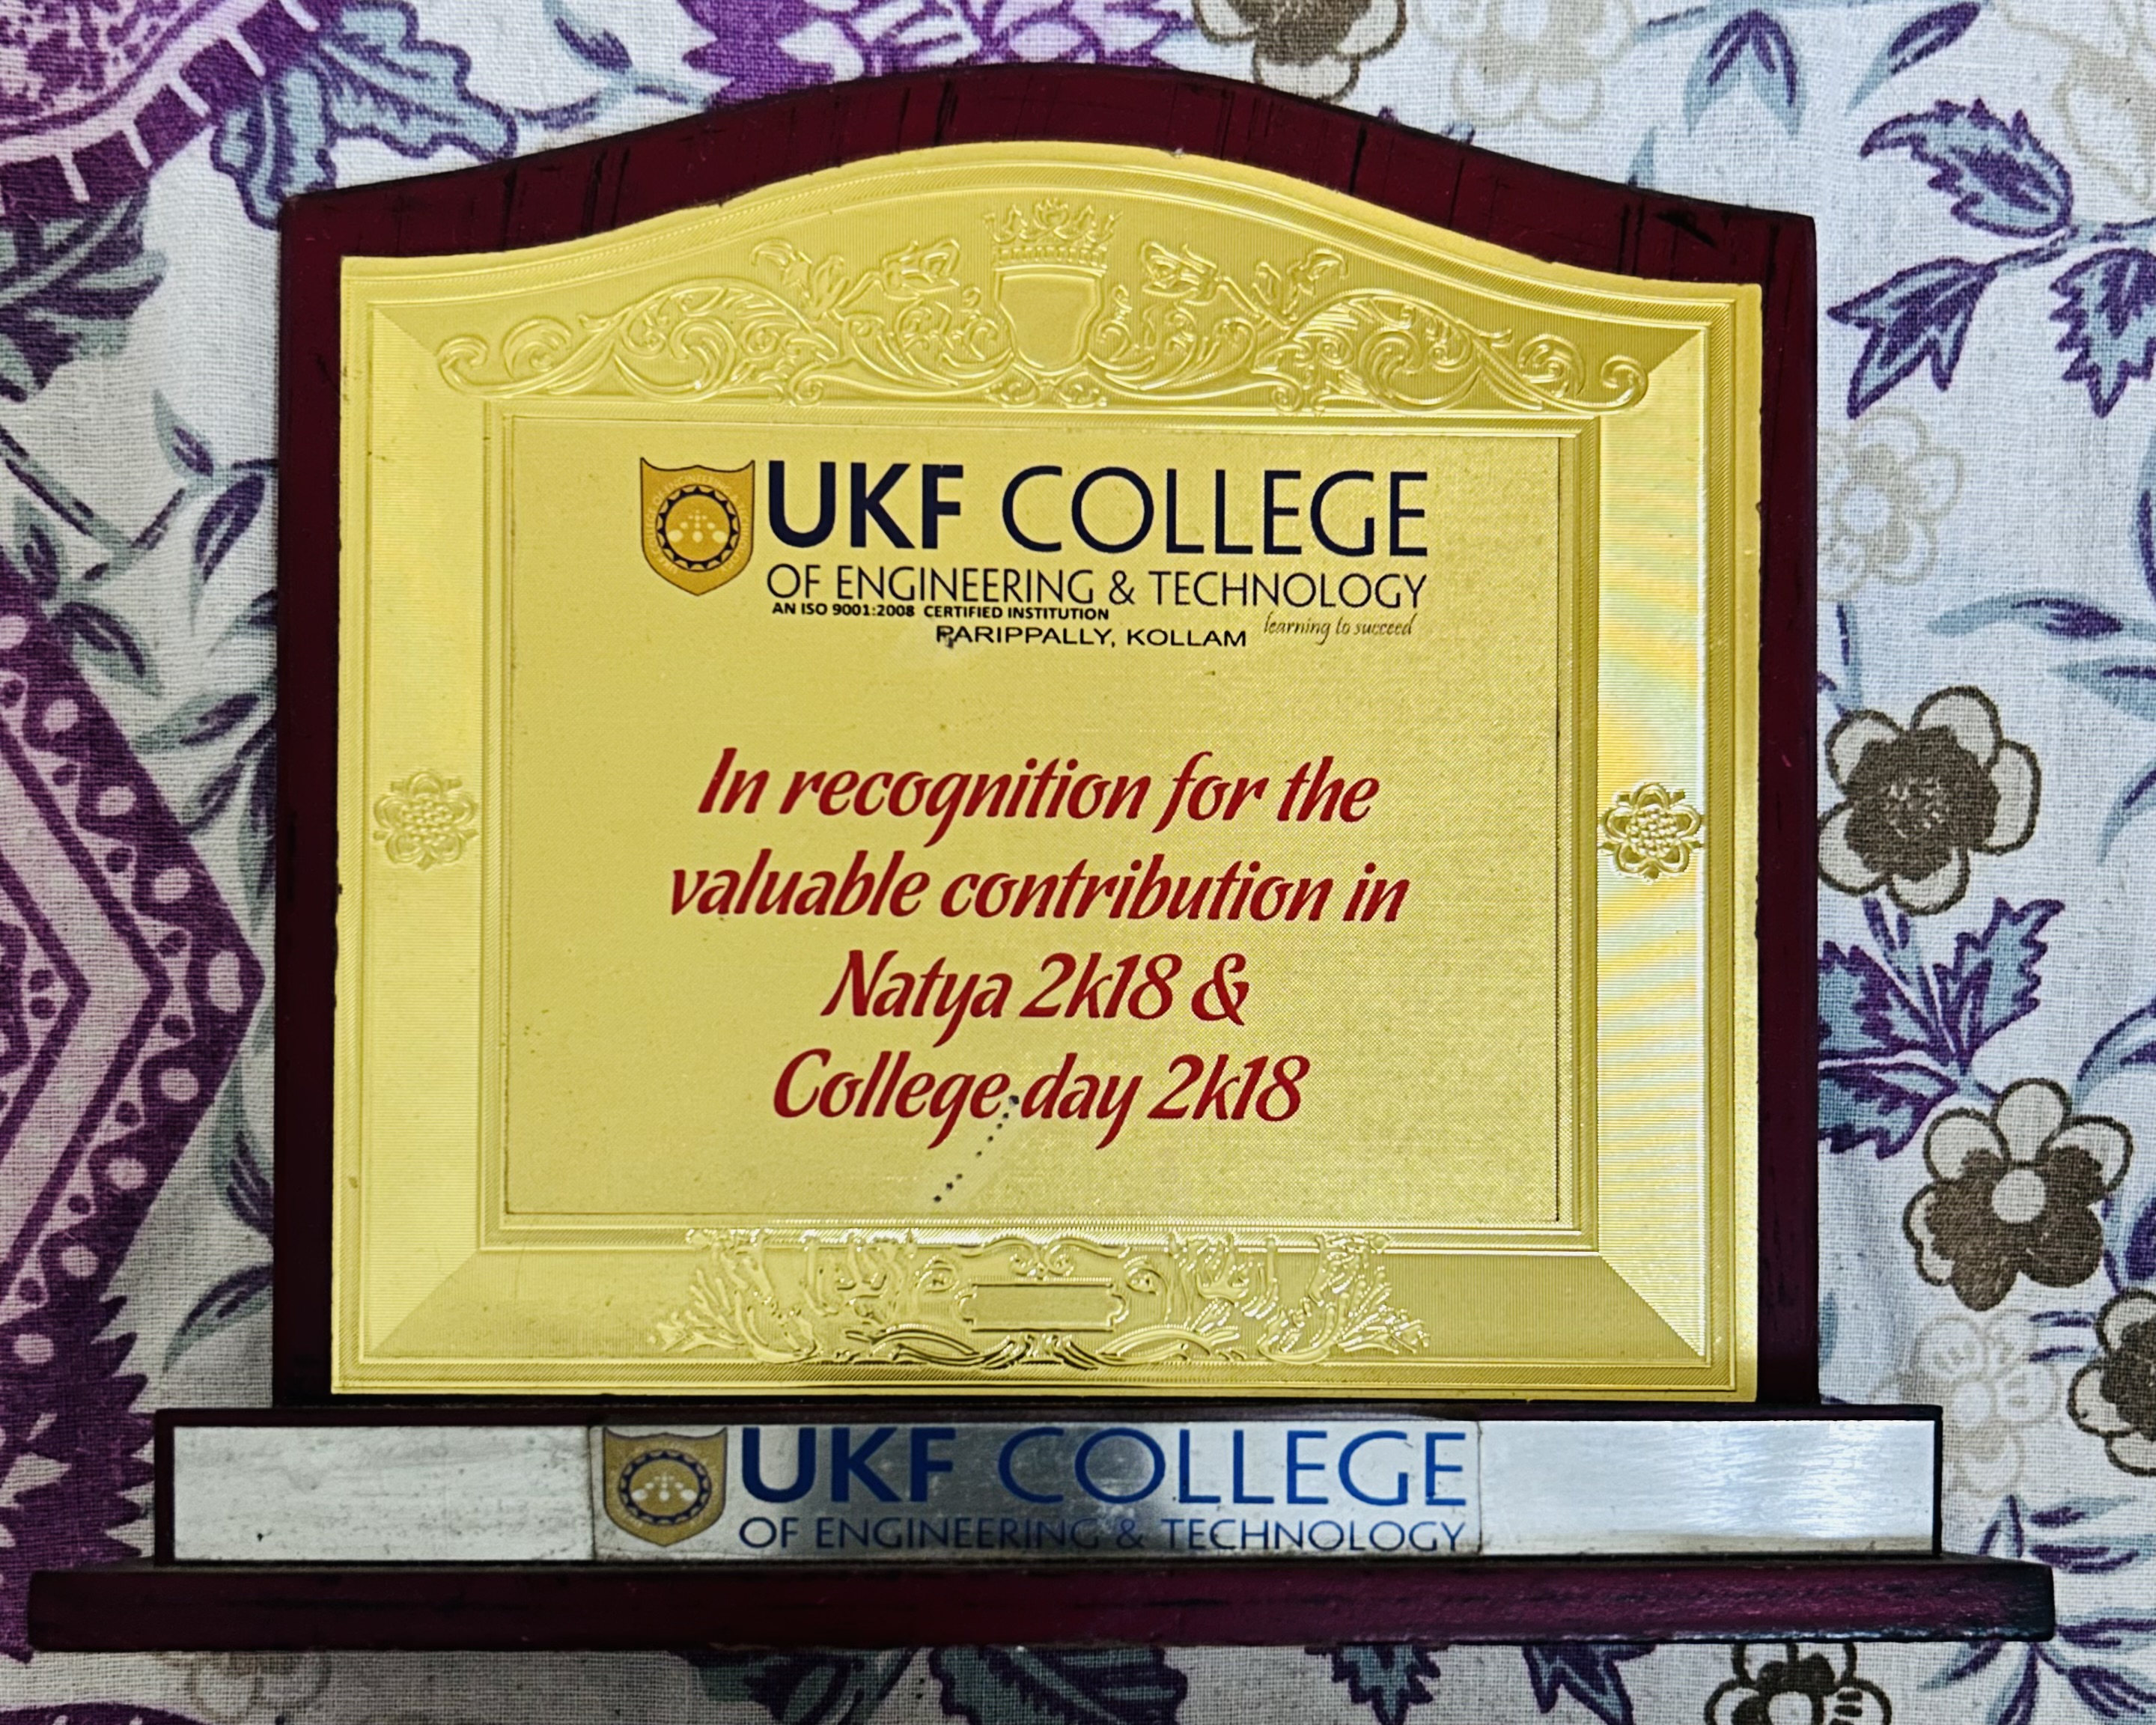 UKF COLLEGE
OF ENGINEERING & TECHNOLOGY
AN ISO 9001:2008 CERTIFIED INSTITUTION
learning to succeed
PARIPPALLY, KOLLAM
In recognition for the
valuable contribution in
Natya 2k18 &
College day 2k18
UKF COLLEGE
OF ENGINEERING & TECHNOLOGY